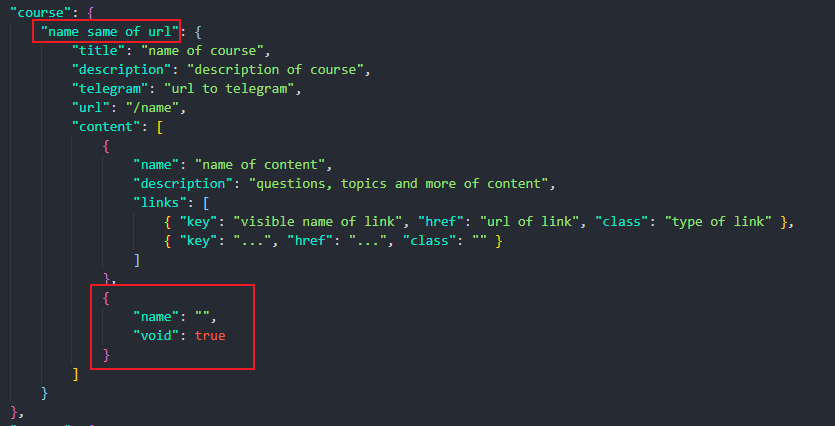 "course": {
"name same of url": {
"title": "name of course",
"description": "description of course",
"telegram": "url to telegram",
"url": "/name",
"content": [
{
"name": "name of content",
"description": "questions, topics and more of content",
"links": [
{ "key": "visible name of link", "href": "url of link", "class": "type of link" },
{ "key": "...", "href": "...", "class": "" }
]
},
{
"name": "",
"void": true
}
]
}
},